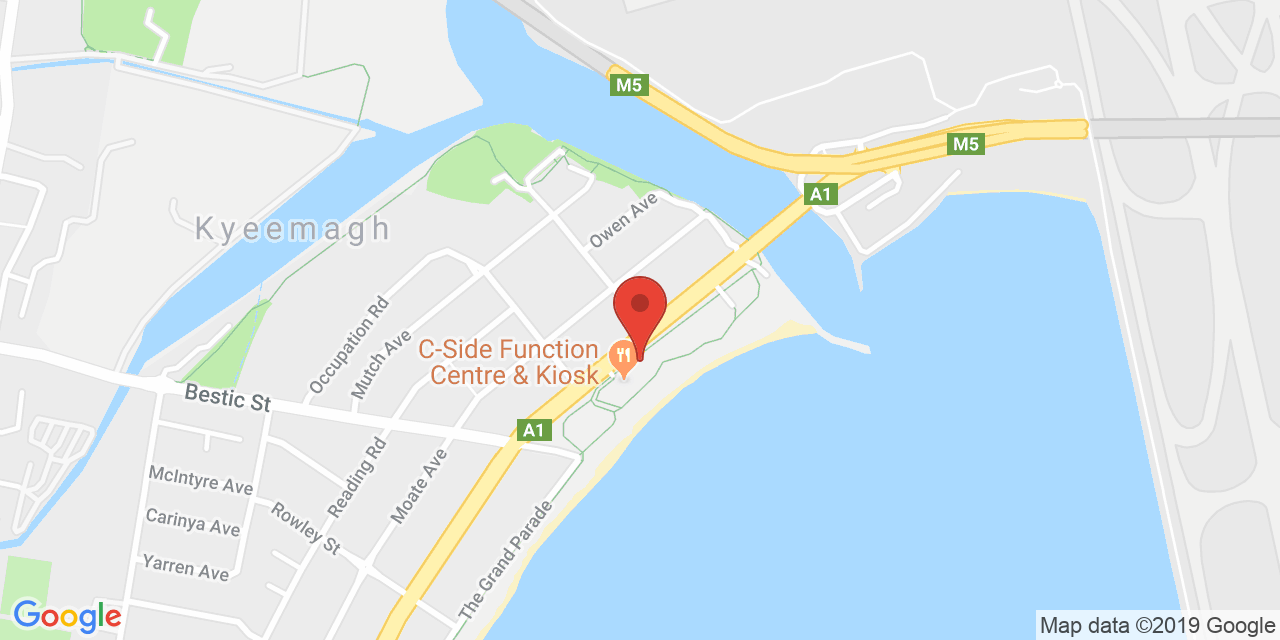 M5
M5
A1
Owen Ave
Kyeemagh
Occupation Rd
Mutch Ave
C-Side Function
Centre & Kiosk
Bestic St
A1
Reading Rd
Moate Ave
McIntyre Ave
Carinya Ave
Rowley St
Yarren Ave
The Grand Parade
Google
Map data ©2019 Google